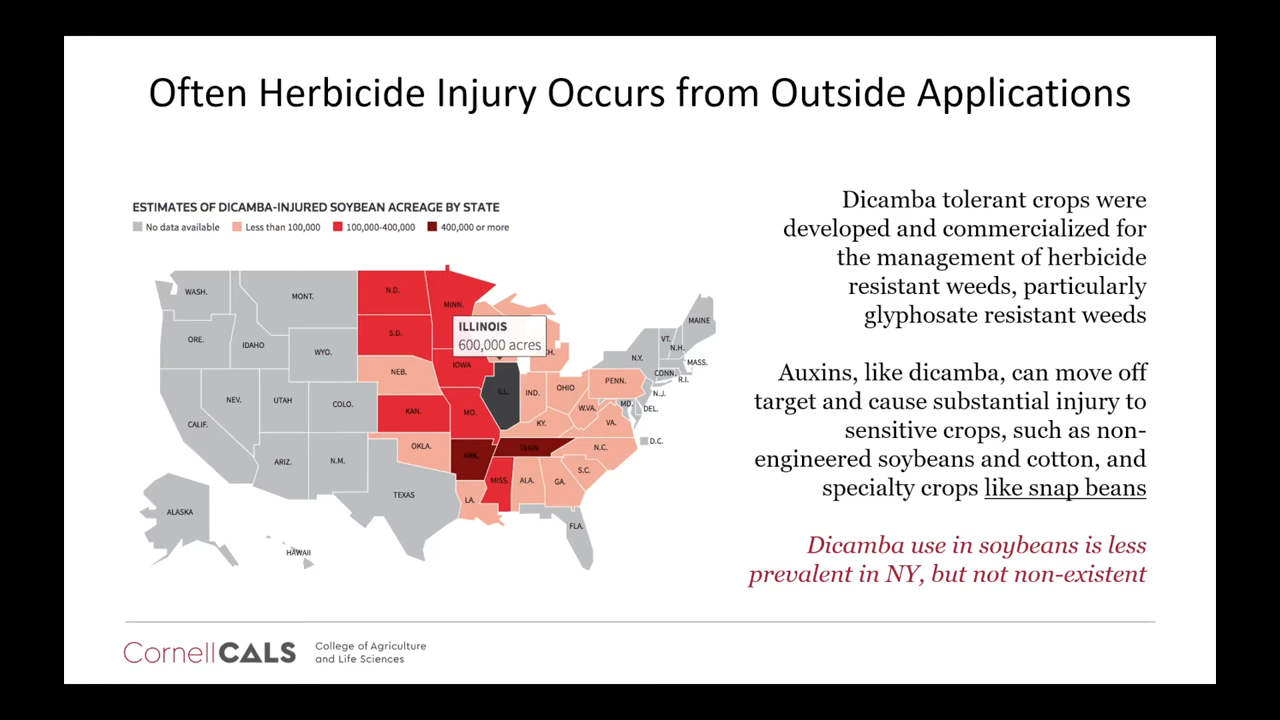 Often Herbicide Injury Occurs from Outside Applications
ESTIMATES OF DICAMBA-INJURED SOYBEAN ACREAGE BY STATE
No data available
Less than 100,000
100,000-400,000
400,000 or more
WASH.
MONT.
N.D.
MINN.
MAINE
ORE.
IDAHO
WYO.
S.D.
ILLINOIS
600,000 acres
VT.
N.H.
N.Y.
MASS.
CONN.
R.I.
IOWA
NEB.
PENN.
N.J.
NEV.
UTAH
COLO.
ILL.
IND.
OHIO
MD.
DEL.
CALIF.
KAN.
MO.
W.VA.
KY.
VA.
D.C.
ARIZ.
N.M.
OKLA.
ARK.
TENN.
N.C.
S.C.
TEXAS
LA.
MISS.
ALA.
GA.
FLA.
ALASKA
HAWAII
Dicamba tolerant crops were
developed and commercialized for
the management of herbicide
resistant weeds, particularly
glyphosate resistant weeds
Auxins, like dicamba, can move off
target and cause substantial injury to
sensitive crops, such as non-
engineered soybeans and cotton, and
specialty crops like snap beans
Dicamba use in soybeans is less
prevalent in NY, but not non-existent
CornellCALS
College of Agriculture
and Life Sciences